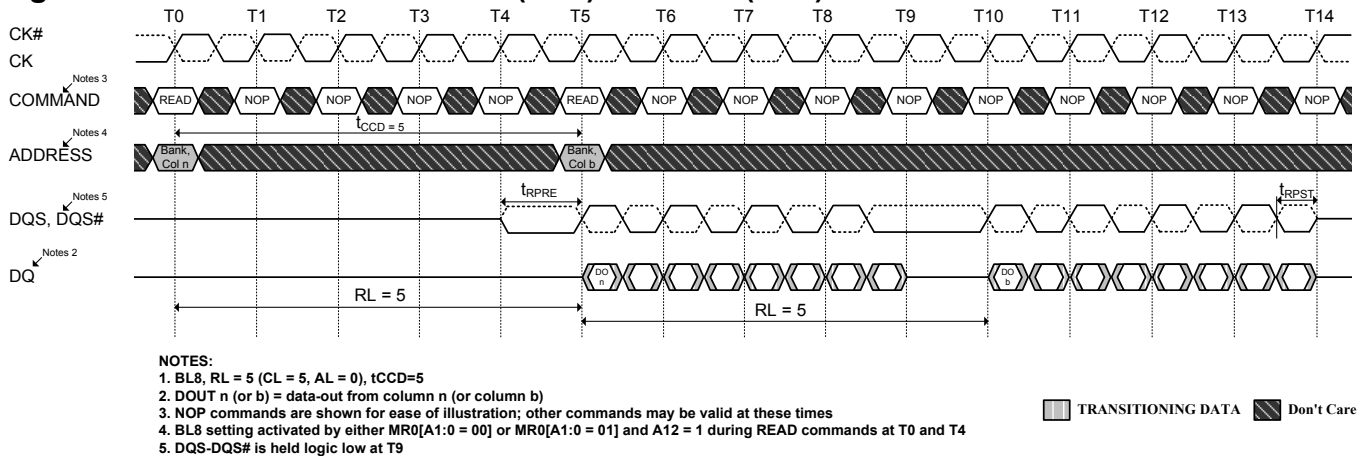 T0 T1 T2 T3 T4 T5 T6 T7 T8 T9 T10 T11 T12 T13 T14
CK#
CK
Notes 3
COMMAND READ NOP NOP NOP NOP READ NOP NOP NOP NOP NOP NOP NOP NOP NOP
tCCD = 5
Notes 4
ADDRESS Bank, Col n Bank, Col b
tRPRE
Notes 5
tRPST
DQS, DQS#
Notes 2
DQ DO n DO b
RL = 5
RL = 5
NOTES:
1. BL8, RL = 5 (CL = 5, AL = 0), tCCD=5
2. DOUT n (or b) = data-out from column n (or column b)
3. NOP commands are shown for ease of illustration; other commands may be valid at these times
4. BL8 setting activated by either MR0[A1:0 = 00] or MR0[A1:0 = 01] and A12 = 1 during READ commands at T0 and T4
5. DQS-DQS# is held logic low at T9
TRANSITIONING DATA Don't Care